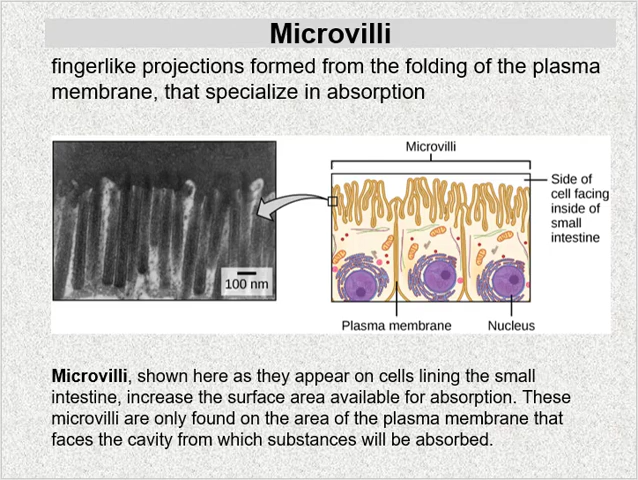 Microvilli
fingerlike projections formed from the folding of the plasma
membrane, that specialize in absorption
Microvilli
Side of
cell facing
inside of
small
intestine
100 nm
Plasma membrane
Nucleus
Microvilli, shown here as they appear on cells lining the small
intestine, increase the surface area available for absorption. These
microvilli are only found on the area of the plasma membrane that
faces the cavity from which substances will be absorbed.